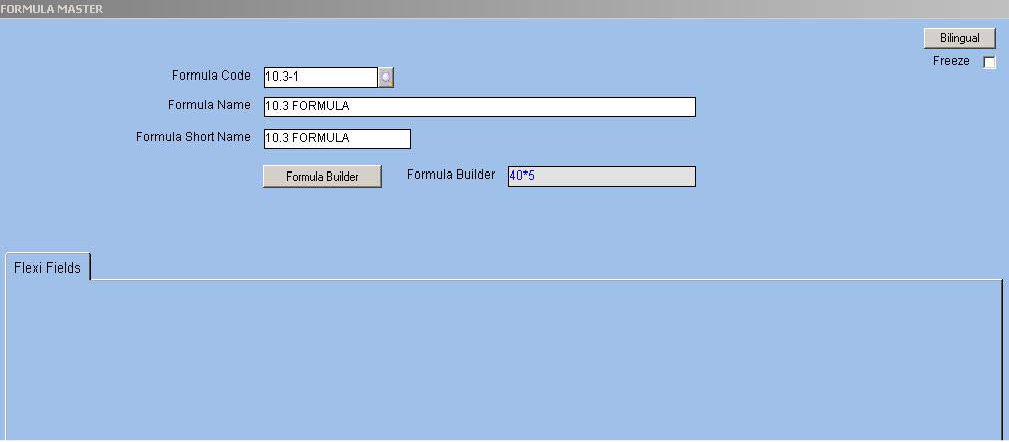 FORMULA MASTER
Bilingual
Freeze
Formula Code 10.3-1
Formula Name 10.3 FORMULA
Formula Short Name 10.3 FORMULA
Formula Builder Formula Builder 40*5
Flexi Fields